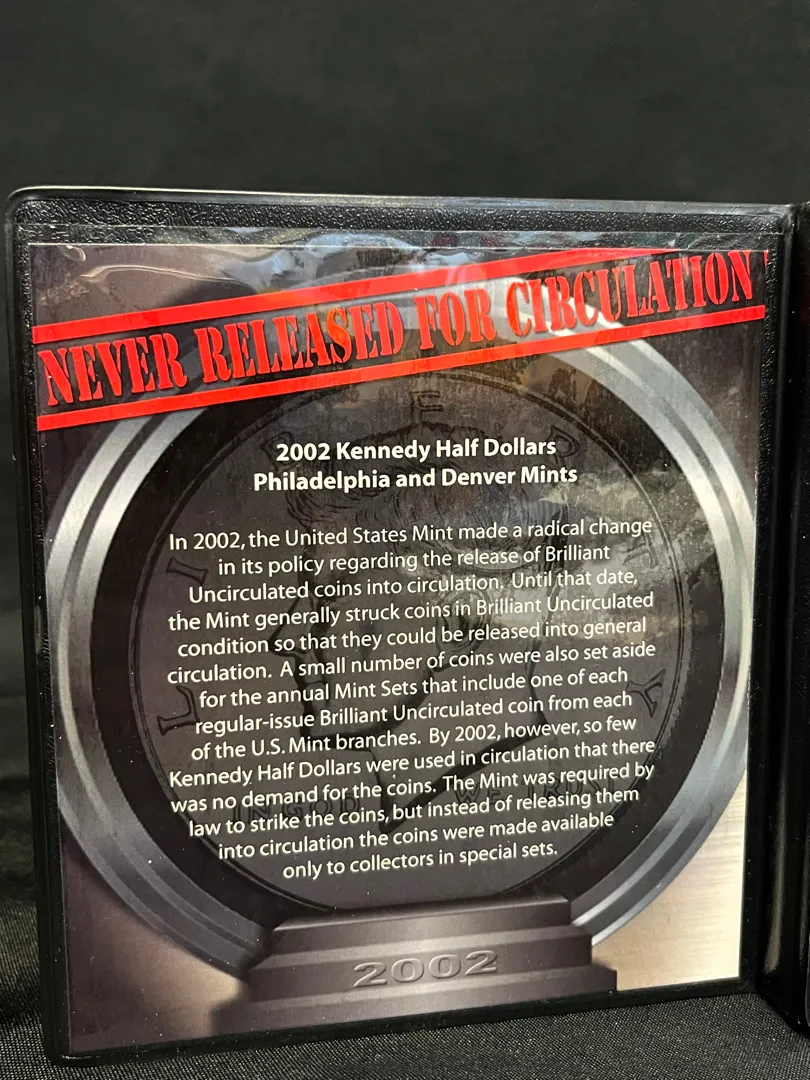 NEVER RELEASED FOR CIRCULATION
2002 Kennedy Half Dollars
Philadelphia and Denver Mints
In 2002, the United States Mint made a radical change
in its policy regarding the release of Brilliant
Uncirculated coins into circulation. Until that date,
the Mint generally struck coins in Brilliant Uncirculated
condition so that they could be released into general
circulation. A small number of coins were also set aside
for the annual Mint Sets that include one of each
regular-issue Brilliant Uncirculated coin from each
of the U.S. Mint branches. By 2002, however, so few
Kennedy Half Dollars were used in circulation that there
was no demand for the coins. The Mint was required by
law to strike the coins, but instead of releasing them
into circulation the coins were made available
only to collectors in special sets.
2002